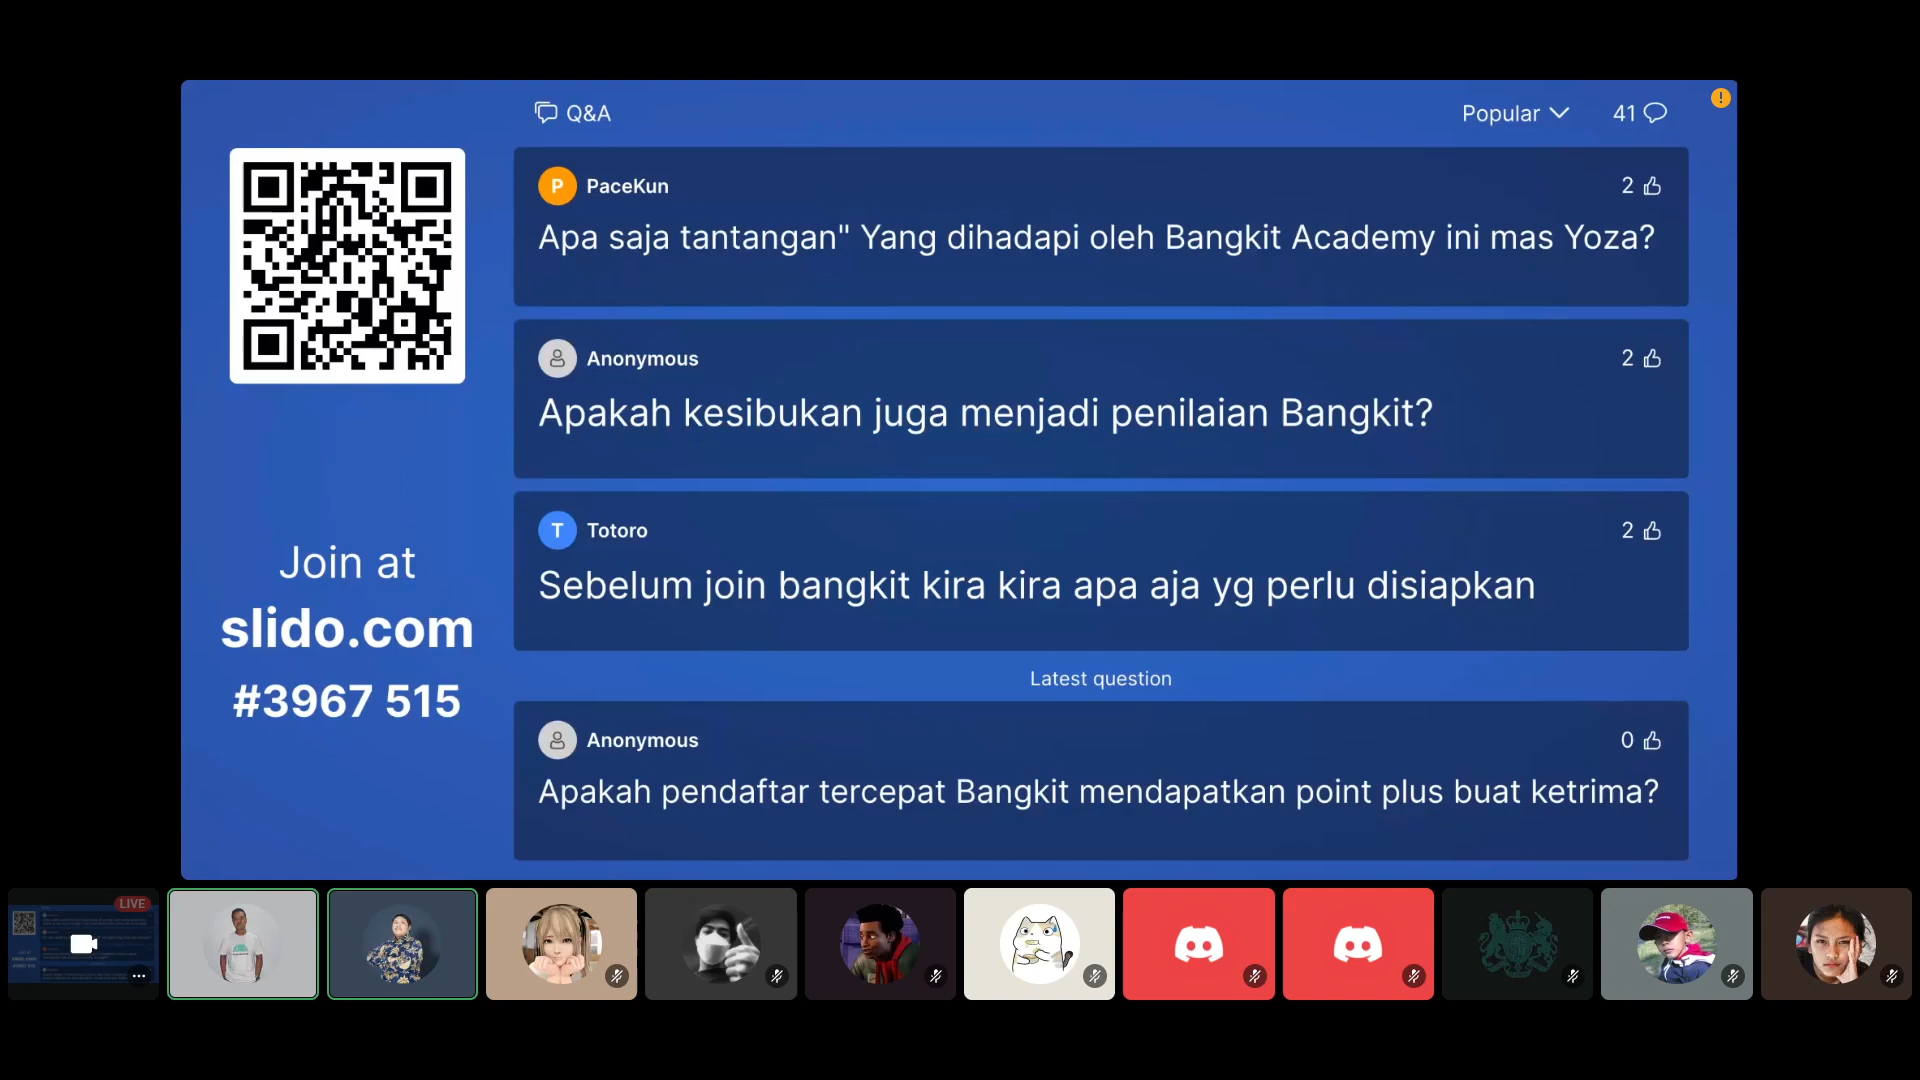 Q&A
Popular
41
P
PaceKun
2
Apa saja tantangan" Yang dihadapi oleh Bangkit Academy ini mas Yoza?
Anonymous
2
Apakah kesibukan juga menjadi penilaian Bangkit?
T
Totoro
2
Sebelum join bangkit kira kira apa aja yg perlu disiapkan
Join at
slido.com
#3967 515
Latest question
Anonymous
0
Apakah pendaftar tercepat Bangkit mendapatkan point plus buat ketrima?
LIVE